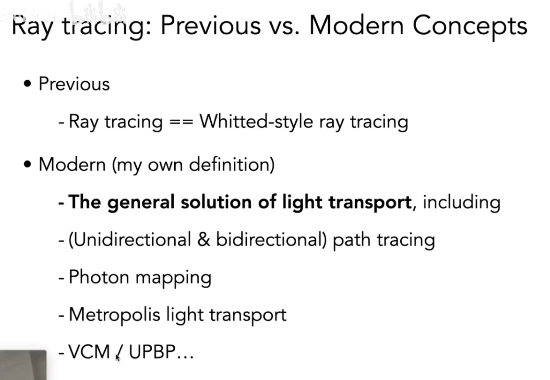 Ray tracing: Previous vs. Modern Concepts
• Previous
- Ray tracing == Whitted-style ray tracing
• Modern (my own definition)
- The general solution of light transport, including
- (Unidirectional & bidirectional) path tracing
- Photon mapping
- Metropolis light transport
- VCM / UPBP…